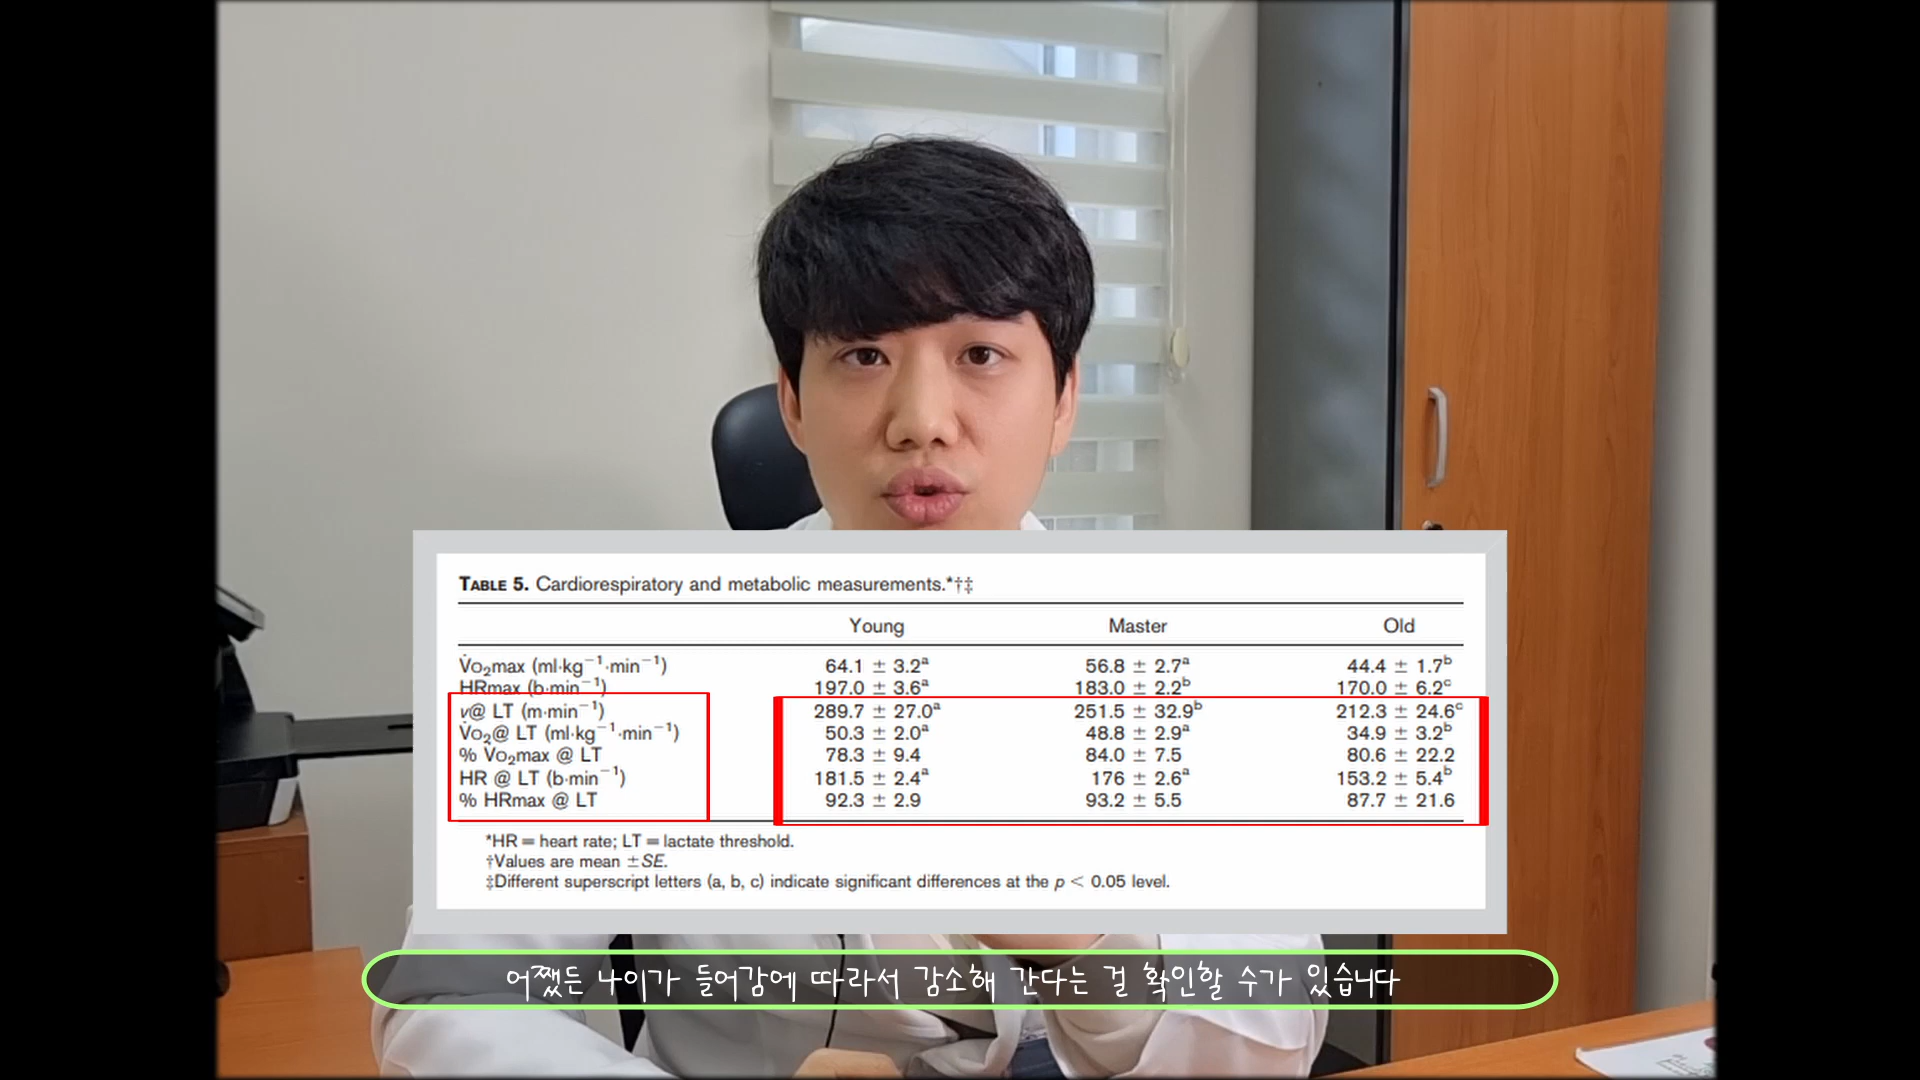 TABLE 5. Cardiorespiratory and metabolic measurements.*†‡
Young Master Old
V̇O₂max (ml·kg⁻¹·min⁻¹) 64.1 ± 3.2ᵃ 56.8 ± 2.7ᵃ 44.4 ± 1.7ᵇ
HRmax (b·min⁻¹) 197.0 ± 3.6ᵃ 183.0 ± 2.2ᵇ 170.0 ± 6.2ᶜ
v@ LT (m·min⁻¹) 289.7 ± 27.0ᵃ 251.5 ± 32.9ᵇ 212.3 ± 24.6ᶜ
V̇O₂@ LT (ml·kg⁻¹·min⁻¹) 50.3 ± 2.0ᵃ 48.8 ± 2.9ᵃ 34.9 ± 3.2ᵇ
% V̇O₂max @ LT 78.3 ± 9.4 84.0 ± 7.5 80.6 ± 22.2
HR @ LT (b·min⁻¹) 181.5 ± 2.4ᵃ 176 ± 2.6ᵃ 153.2 ± 5.4ᵇ
% HRmax @ LT 92.3 ± 2.9 93.2 ± 5.5 87.7 ± 21.6
*HR = heart rate; LT = lactate threshold.
†Values are mean ±SE.
‡Different superscript letters (a, b, c) indicate significant differences at the p < 0.05 level.
어쨌든 나이가 들어감에 따라서 감소해 간다는 걸 확인할 수가 있습니다